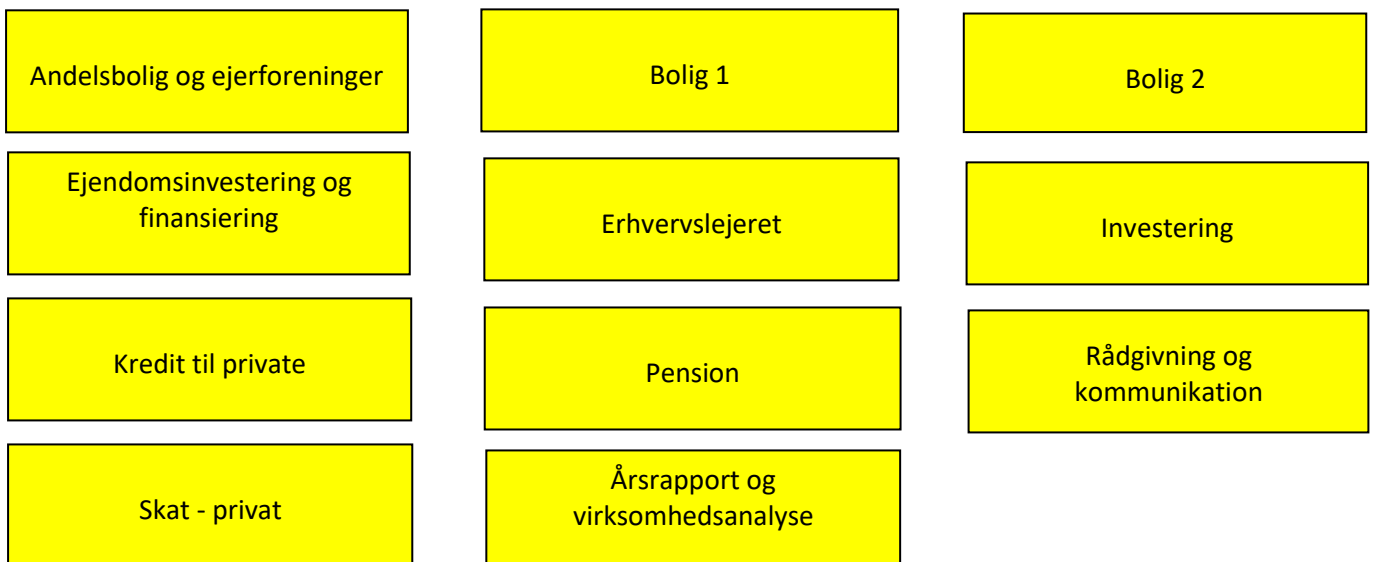 Andelsbolig og ejerforeninger
Bolig 1
Bolig 2
Ejendomsinvestering og
finansiering
Erhvervslejeret
Investering
Kredit til private
Pension
Rådgivning og
kommunikation
Skat - privat
Årsrapport og
virksomhedsanalyse